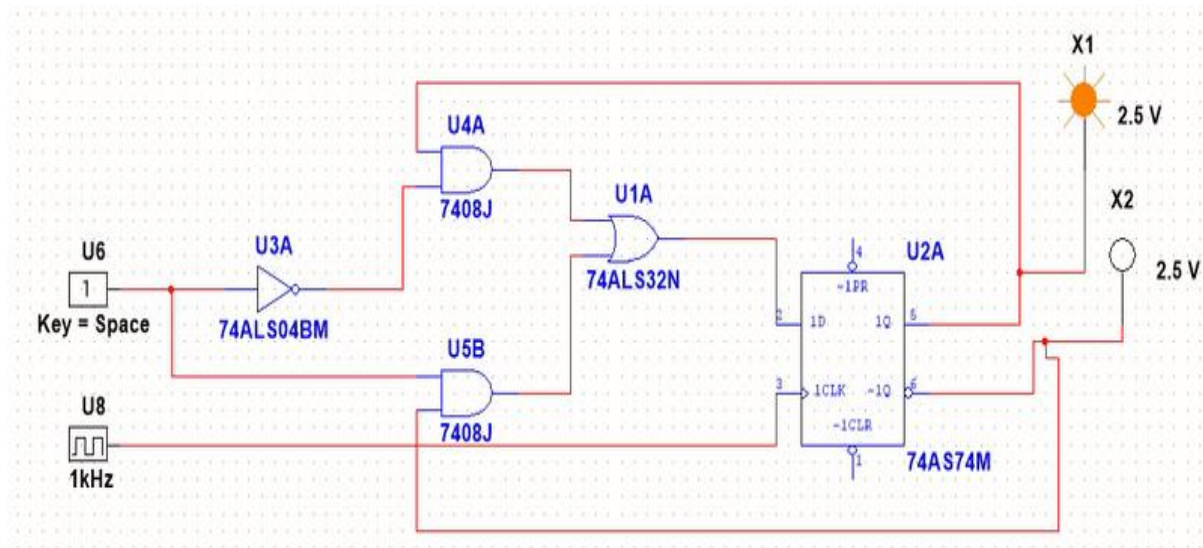 X1
2.5 V
U4A
7408J
U1A
74ALS32N
X2
2.5 V
U6
1
Key = Space
U3A
74ALS04BM
U2A
4
~1PR
2
1D
1Q
5
U5B
7408J
3
1CLK
~1Q
6
~1CLR
1
74AS74M
U8
1kHz